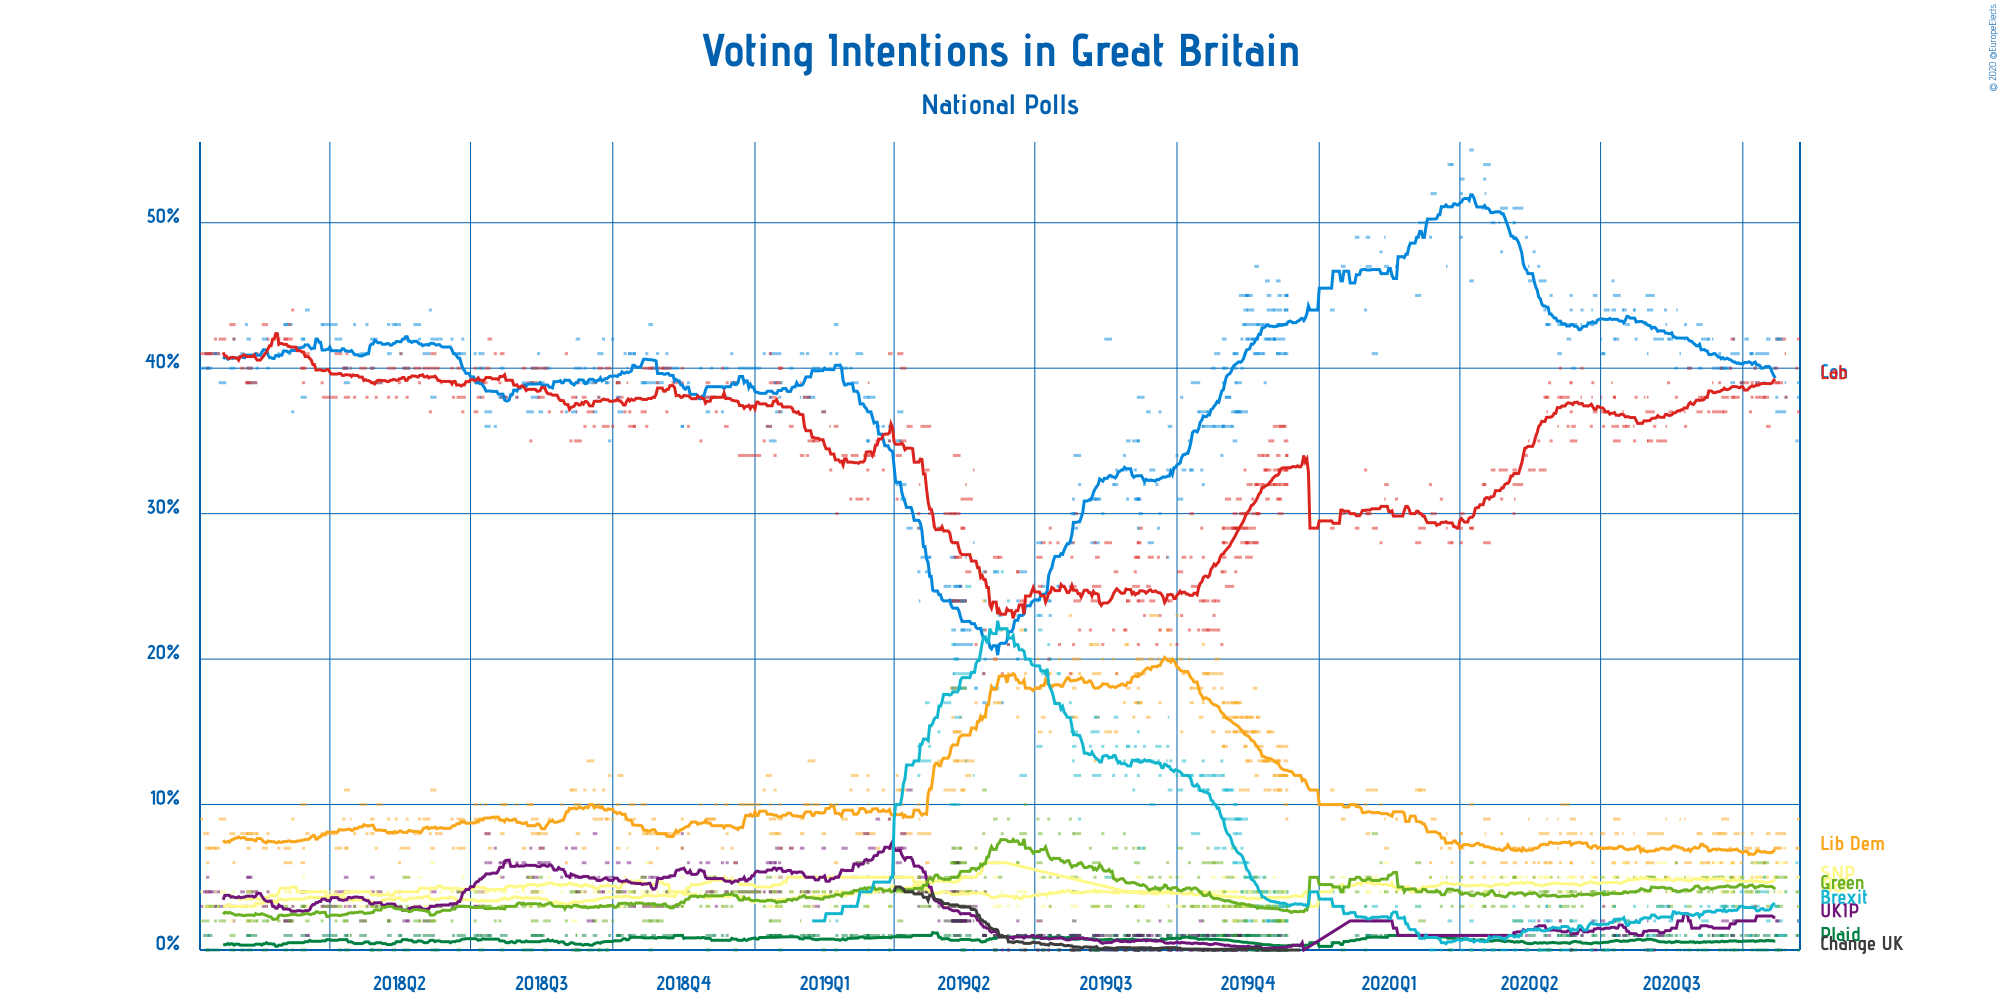 Voting Intentions in Great Britain
National Polls
© 2020 @EuropeElects
50%
40%
30%
20%
10%
0%
Lab
Lib Dem
SNP
Green
Brexit
UKIP
Plaid
Change UK
2018Q2
2018Q3
2018Q4
2019Q1
2019Q2
2019Q3
2019Q4
2020Q1
2020Q2
2020Q3